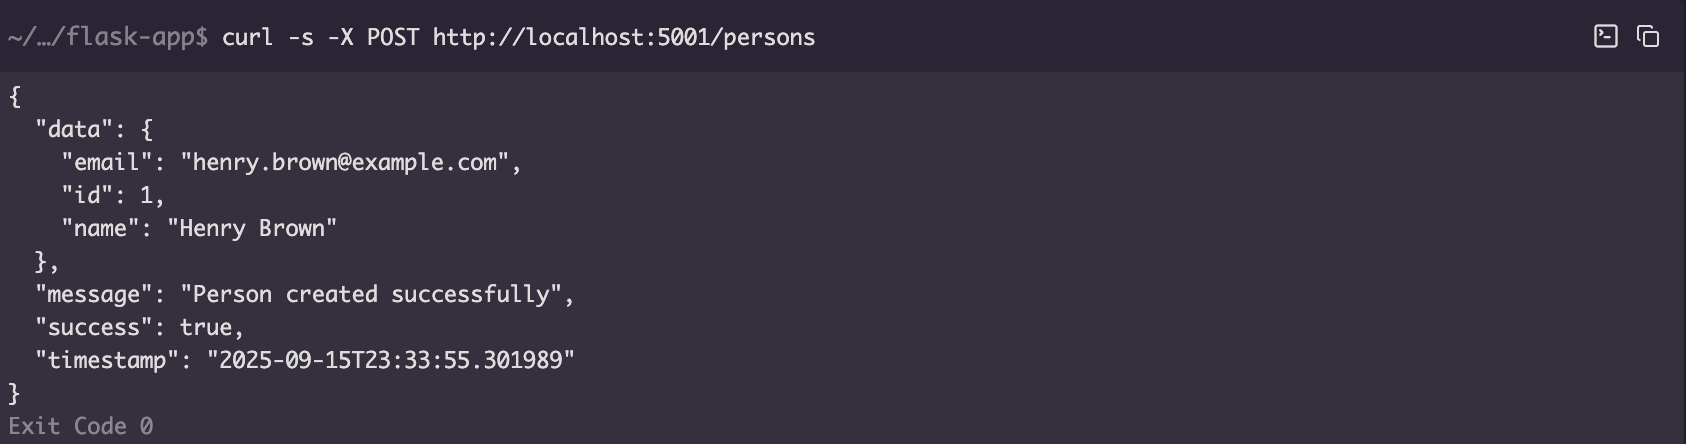 ~/…/flask-app$ curl -s -X POST http://localhost:5001/persons
{
  "data": {
    "email": "henry.brown@example.com",
    "id": 1,
    "name": "Henry Brown"
  },
  "message": "Person created successfully",
  "success": true,
  "timestamp": "2025-09-15T23:33:55.301989"
}
Exit Code 0